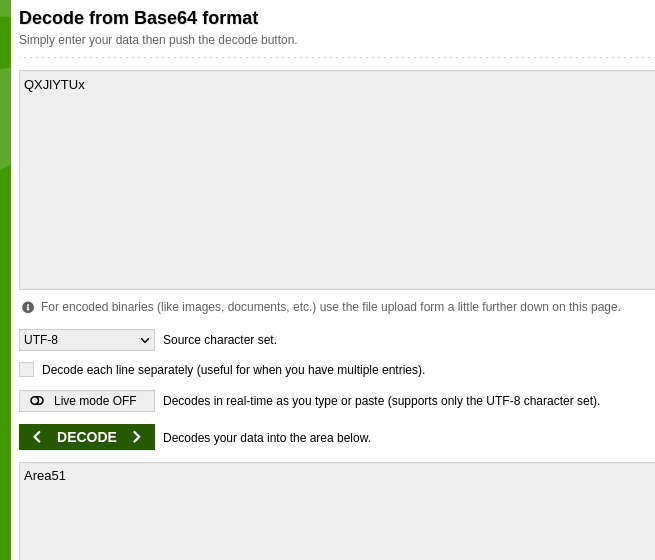 Decode from Base64 format
Simply enter your data then push the decode button.
QXJlYTUx
For encoded binaries (like images, documents, etc.) use the file upload form a little further down on this page.
UTF-8 Source character set.
Decode each line separately (useful for when you have multiple entries).
Live mode OFF Decodes in real-time as you type or paste (supports only the UTF-8 character set).
DECODE Decodes your data into the area below.
Area51